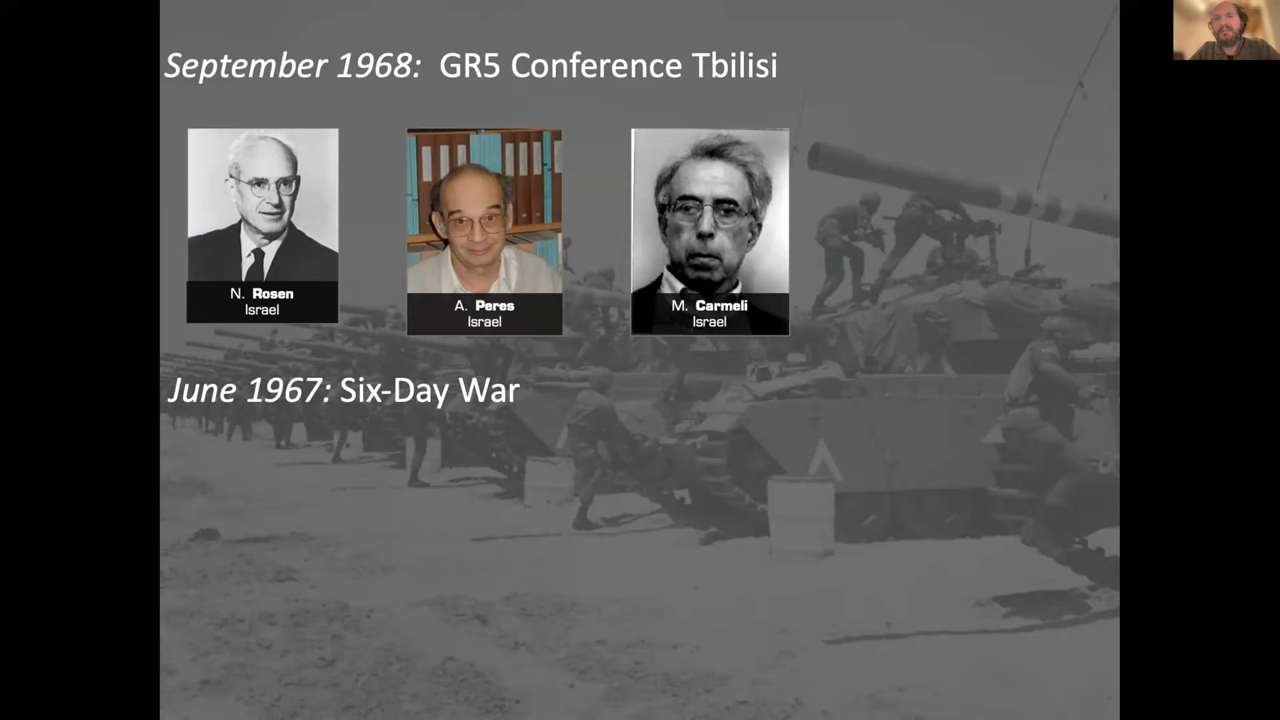 September 1968: GR5 Conference Tbilisi
N. Rosen
Israel
A. Peres
Israel
M. Carmeli
Israel
June 1967: Six-Day War